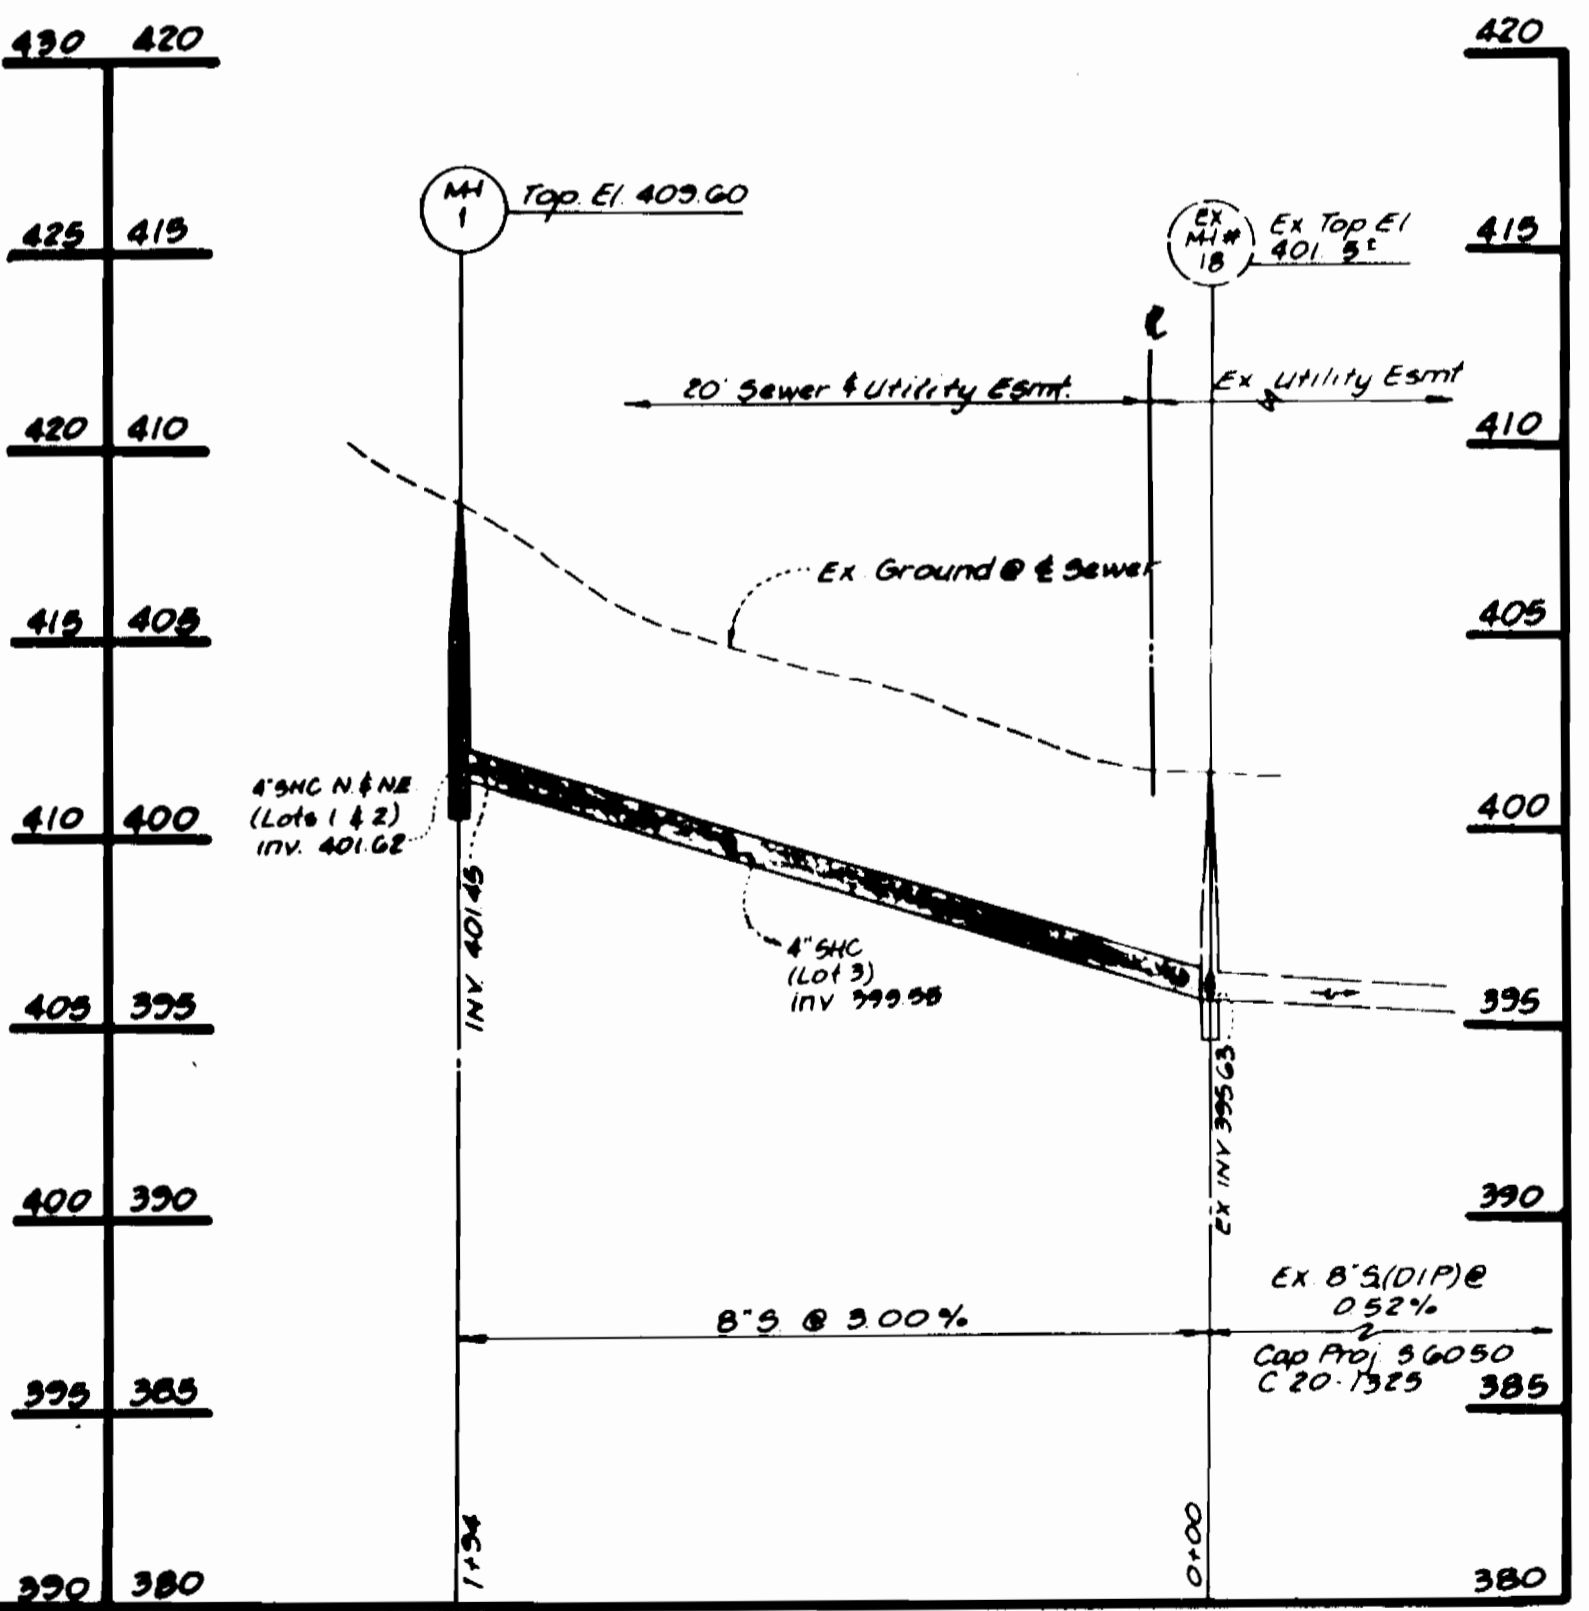 430 420
420
MH
1
Top. El. 409.60
EX
MH#
18
Ex Top El
401.5±
425 415
415
20' Sewer & Utility Esmt.
Ex Utility Esmt
420 410
410
Ex. Ground @ ℄ Sewer
415 405
405
4"SHC N. & NE
(Lots 1 & 2)
inv. 401.62
410 400
400
INV. 401.45
4"SHC
(Lot 3)
inv 399.55
405 395
395
EX INV 395.63
400 390
390
8"S @ 3.00%
Ex. 8"S.(DIP)@
0.52%
Cap Proj S 6050
C 20-1325
395 385
385
1+94
0+00
390 380
380